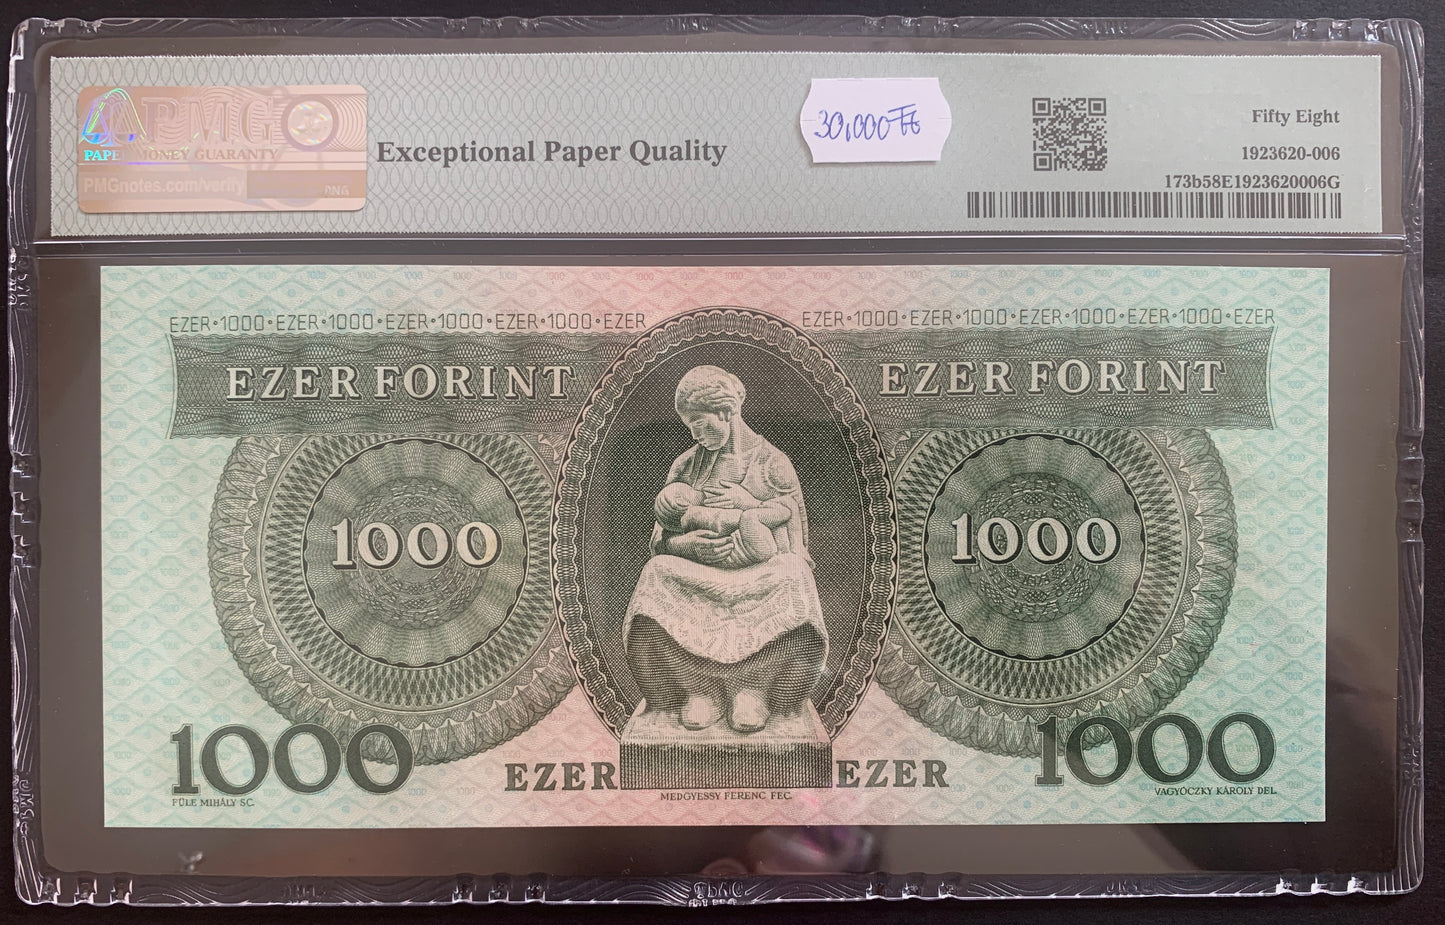 PMG
PAPER MONEY GUARANTY
PMGnotes.com/verify
Exceptional Paper Quality
30,000 Ft
Fifty Eight
1923620-006
173b58E1923620006G
EZER·1000·EZER·1000·EZER·1000·EZER·1000·EZER
EZER·1000·EZER·1000·EZER·1000·EZER·1000·EZER
EZER FORINT
EZER FORINT
1000
1000
1000
EZER
EZER
1000
FÜLE MIHÁLY SC.
MEDGYESSY FERENC FEC.
VAGYÓCZKY KÁROLY DEL.